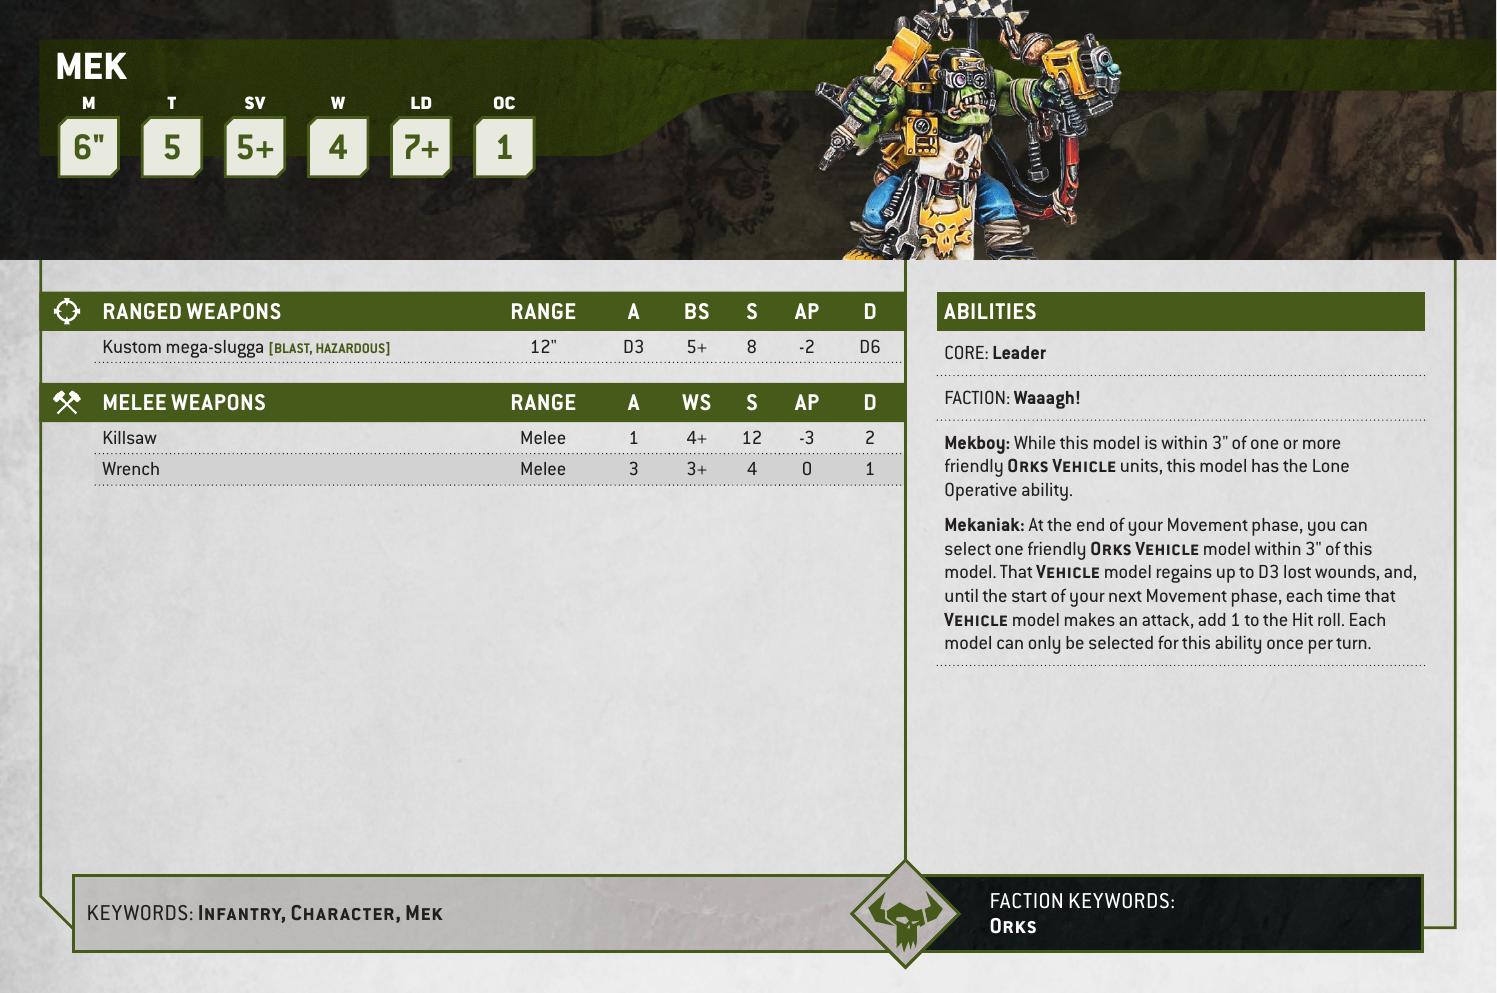 MEK
M T SV W LD OC
6" 5 5+ 4 7+ 1
RANGED WEAPONS RANGE A BS S AP D
Kustom mega-slugga [BLAST, HAZARDOUS] 12" D3 5+ 8 -2 D6
MELEE WEAPONS RANGE A WS S AP D
Killsaw Melee 1 4+ 12 -3 2
Wrench Melee 3 3+ 4 0 1
ABILITIES
CORE: Leader
FACTION: Waaagh!
Mekboy: While this model is within 3" of one or more
friendly ORKS VEHICLE units, this model has the Lone
Operative ability.
Mekaniak: At the end of your Movement phase, you can
select one friendly ORKS VEHICLE model within 3" of this
model. That VEHICLE model regains up to D3 lost wounds, and,
until the start of your next Movement phase, each time that
VEHICLE model makes an attack, add 1 to the Hit roll. Each
model can only be selected for this ability once per turn.
KEYWORDS: INFANTRY, CHARACTER, MEK
FACTION KEYWORDS:
ORKS